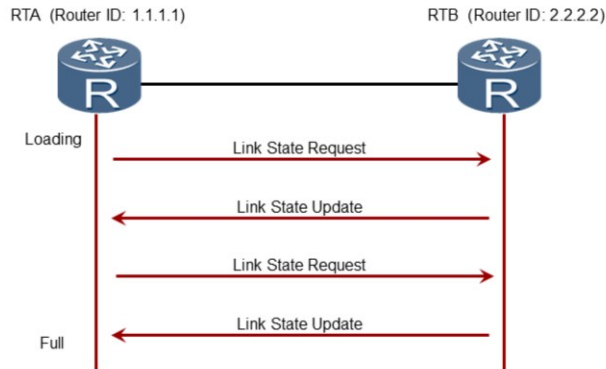 RTA (Router ID: 1.1.1.1) RTB (Router ID: 2.2.2.2)
R R
Loading
Link State Request
Link State Update
Link State Request
Link State Update
Full